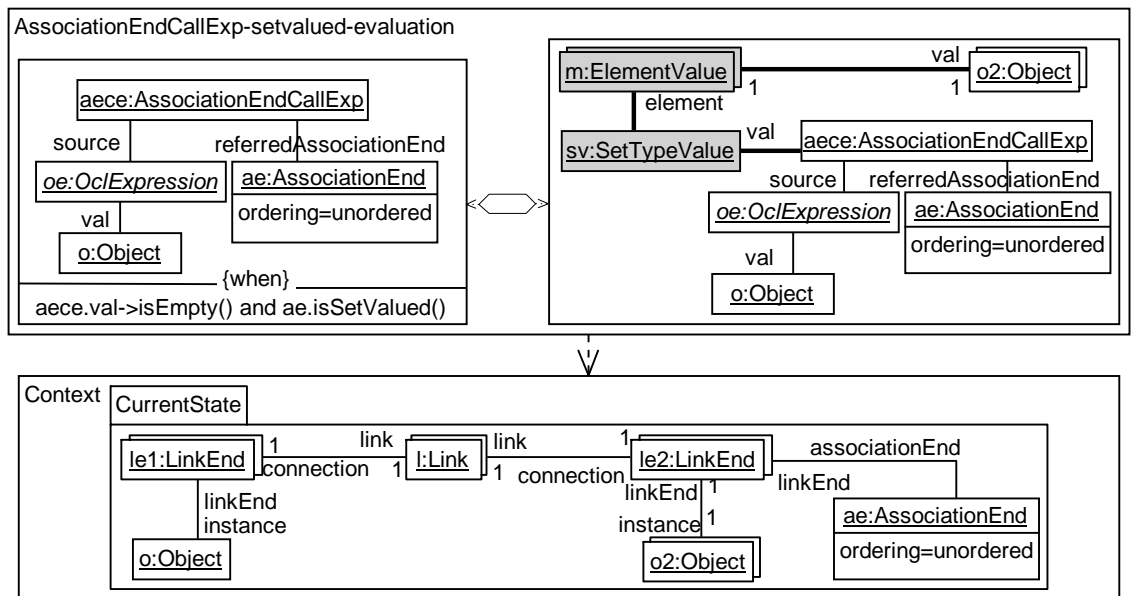 AssociationEndCallExp-setvalued-evaluation
aece:AssociationEndCallExp
source
referredAssociationEnd
oe:OclExpression
ae:AssociationEnd
ordering=unordered
val
o:Object
{when}
aece.val->isEmpty() and ae.isSetValued()
m:ElementValue
val
1
1
o2:Object
element
sv:SetTypeValue
val
aece:AssociationEndCallExp
source
referredAssociationEnd
oe:OclExpression
ae:AssociationEnd
ordering=unordered
val
o:Object
Context
CurrentState
le1:LinkEnd
1
connection
link
1
l:Link
link
1
connection
1
le2:LinkEnd
associationEnd
linkEnd
linkEnd
instance
o:Object
linkEnd
1
instance
1
o2:Object
ae:AssociationEnd
ordering=unordered